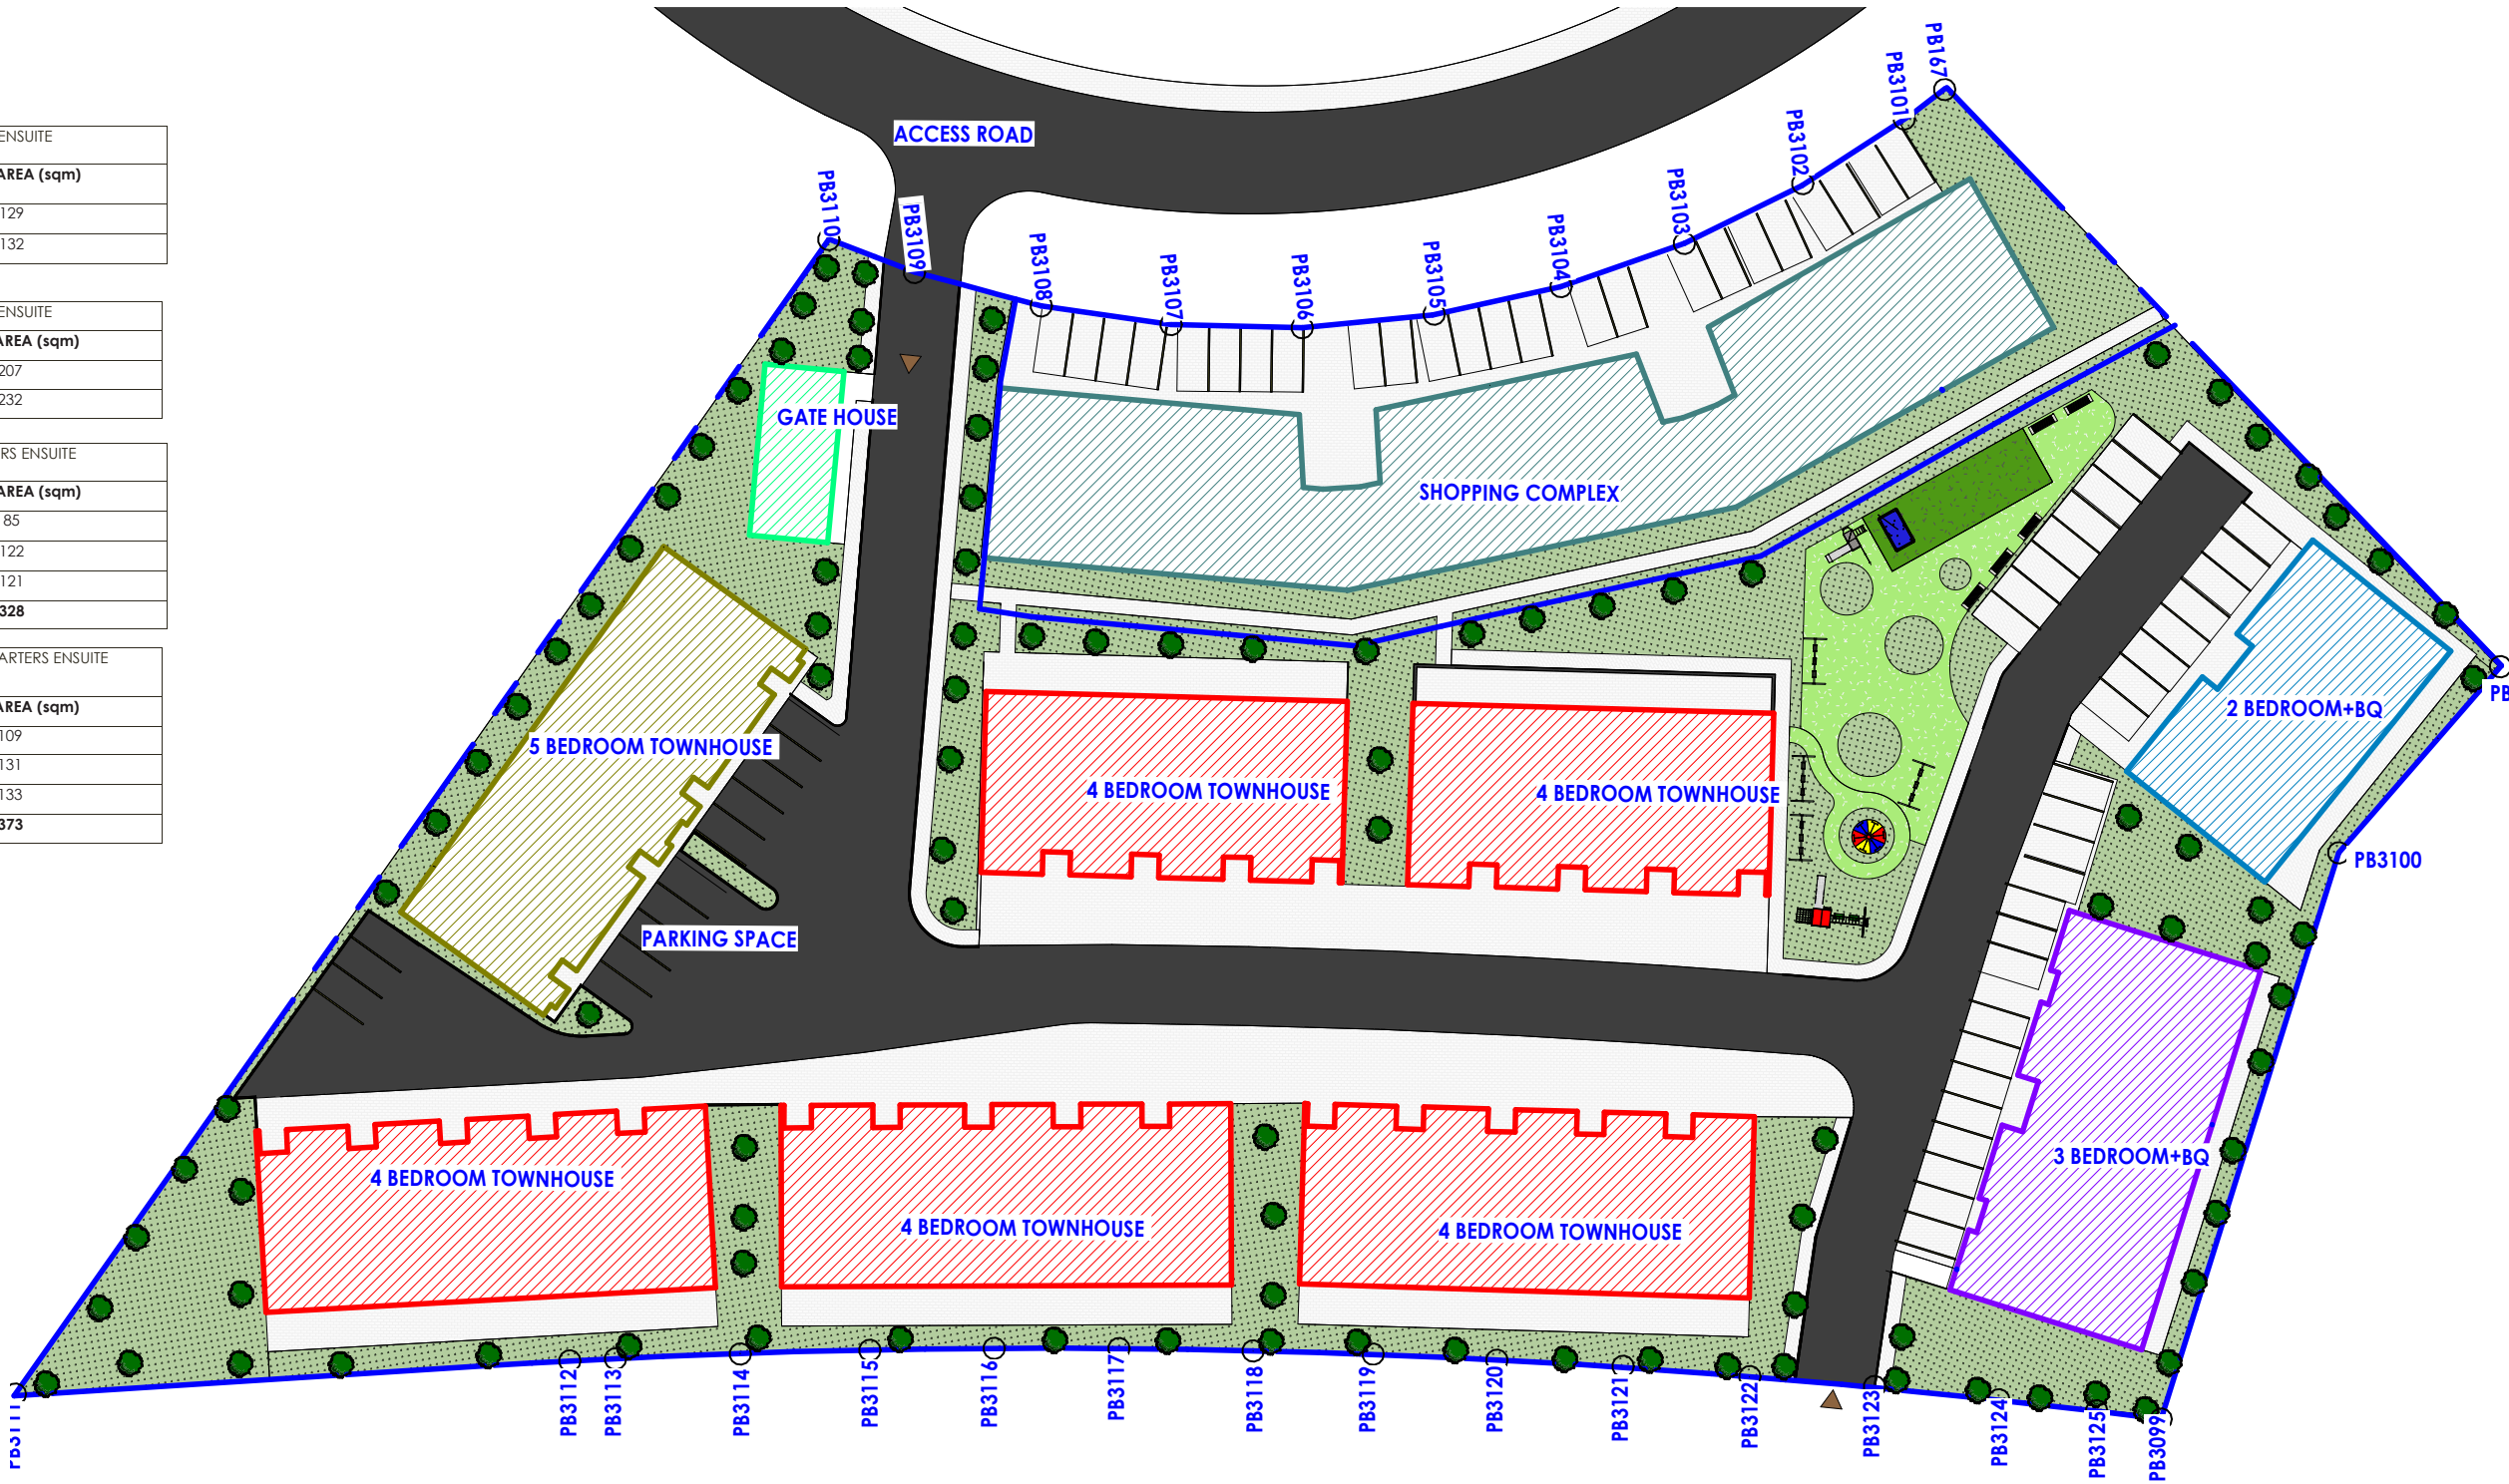 ENSUITE
AREA (sqm)
129
132
ENSUITE
AREA (sqm)
207
232
RS ENSUITE
AREA (sqm)
85
122
121
328
ARTERS ENSUITE
AREA (sqm)
109
131
133
373
PB167
PB3101
PB3102
PB3103
PB3104
PB3105
PB3106
PB3107
PB3108
PB3109
PB3110
ACCESS ROAD
GATE HOUSE
SHOPPING COMPLEX
5 BEDROOM TOWNHOUSE
4 BEDROOM TOWNHOUSE
4 BEDROOM TOWNHOUSE
2 BEDROOM+BQ
PB
PB3100
PARKING SPACE
3 BEDROOM+BQ
4 BEDROOM TOWNHOUSE
4 BEDROOM TOWNHOUSE
4 BEDROOM TOWNHOUSE
PB3111
PB3112
PB3113
PB3114
PB3115
PB3116
PB3117
PB3118
PB3119
PB3120
PB3121
PB3122
PB3123
PB3124
PB3125
PB3099